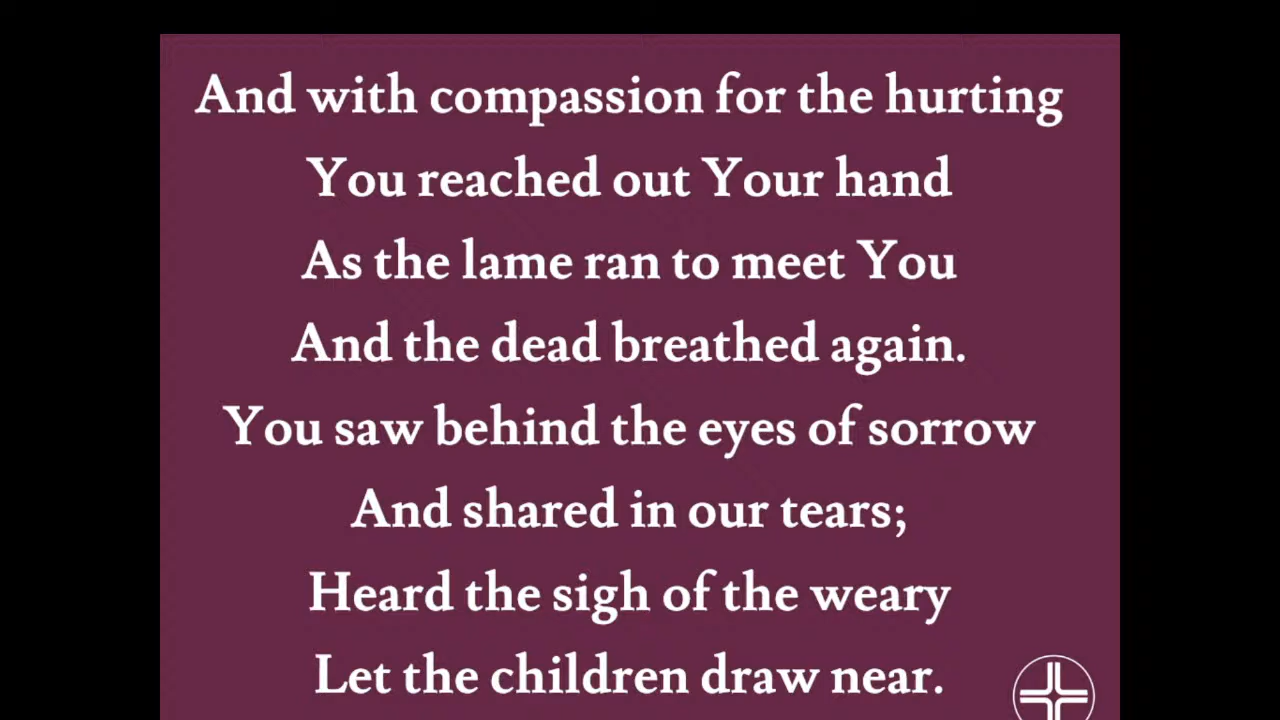 And with compassion for the hurting
You reached out Your hand
As the lame ran to meet You
And the dead breathed again.
You saw behind the eyes of sorrow
And shared in our tears;
Heard the sigh of the weary
Let the children draw near.